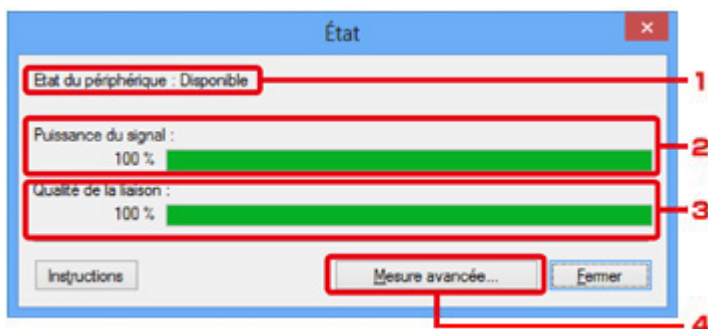 État
Etat du périphérique : Disponible
1
Puissance du signal :
100 %
2
Qualité de la liaison :
100 %
3
Instructions
Mesure avancée...
Fermer
4